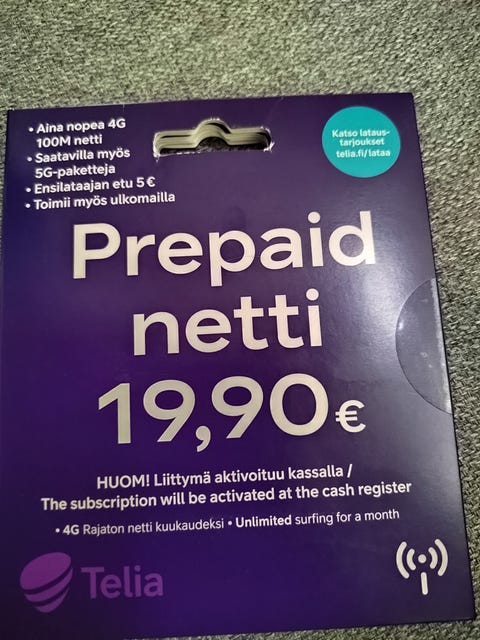 • Aina nopea 4G
100M netti
• Saatavilla myös
5G-paketteja
• Ensilataajan etu 5 €
• Toimii myös ulkomailla
Katso lataus-
tarjoukset
telia.fi/lataa
Prepaid
netti
19,90€
HUOM! Liittymä aktivoituu kassalla /
The subscription will be activated at the cash register
• 4G Rajaton netti kuukaudeksi • Unlimited surfing for a month
Telia